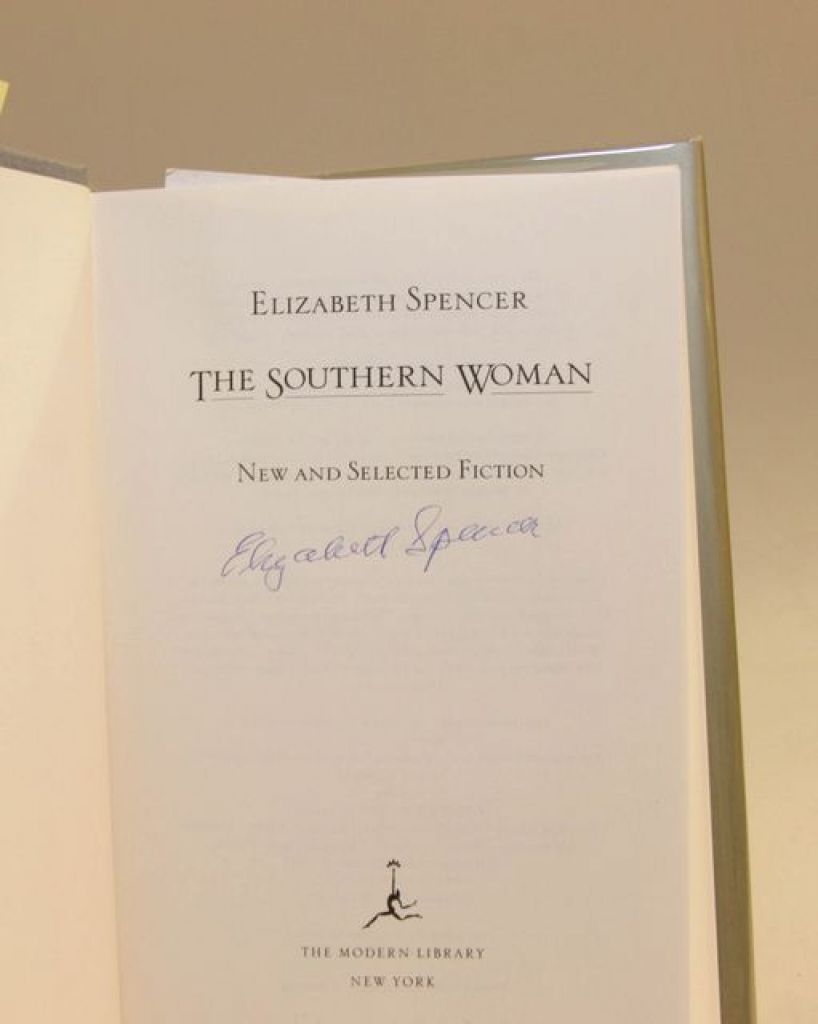 ELIZABETH SPENCER
THE SOUTHERN WOMAN
NEW AND SELECTED FICTION
Elizabeth Spencer
THE MODERN LIBRARY
NEW YORK